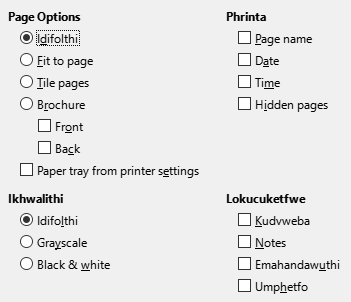 Page Options
Idifolthi
Fit to page
Tile pages
Brochure
Front
Back
Paper tray from printer settings
Phrinta
Page name
Date
Time
Hidden pages
Ikhwalithi
Idifolthi
Grayscale
Black & white
Lokucuketfwe
Kudvweba
Notes
Emahandawuthi
Umphetfo